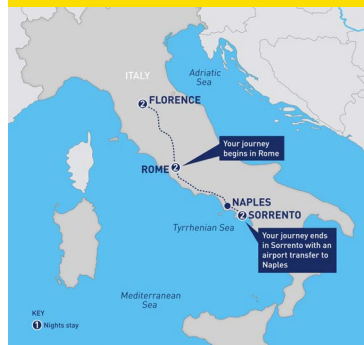 ITALY
Adriatic
Sea
2 FLORENCE
Your journey
begins in Rome
ROME 2
NAPLES
2 SORRENTO
Tyrrhenian Sea
Your journey ends
in Sorrento with an
airport transfer to
Naples
Mediterranean
Sea
KEY
1 Nights stay